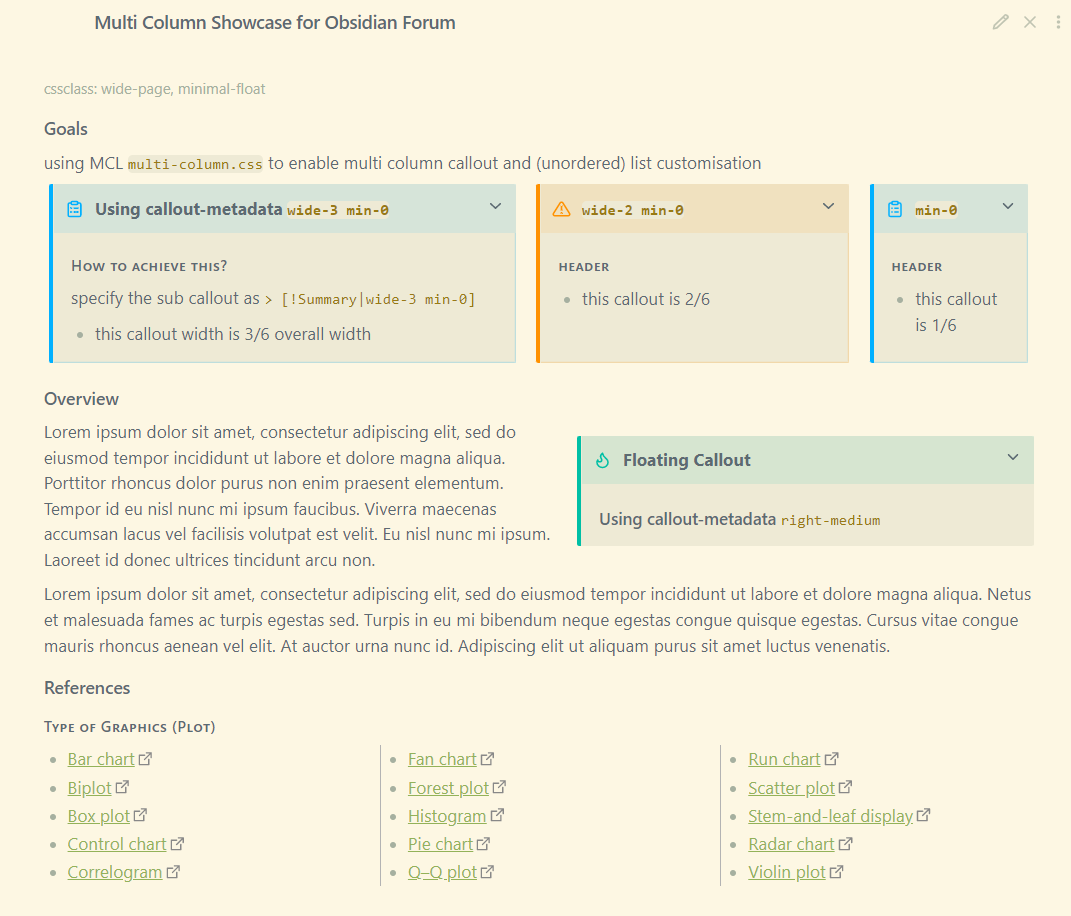 Multi Column Showcase for Obsidian Forum
cssclass: wide-page, minimal-float
Goals
using MCL multi-column.css to enable multi column callout and (unordered) list customisation
Using callout-metadata wide-3 min-0
How to achieve this?
specify the sub callout as > [!Summary|wide-3 min-0]
this callout width is 3/6 overall width
wide-2 min-0
HEADER
this callout is 2/6
min-0
HEADER
this callout
is 1/6
Overview
Lorem ipsum dolor sit amet, consectetur adipiscing elit, sed do
eiusmod tempor incididunt ut labore et dolore magna aliqua.
Porttitor rhoncus dolor purus non enim praesent elementum.
Tempor id eu nisl nunc mi ipsum faucibus. Viverra maecenas
accumsan lacus vel facilisis volutpat est velit. Eu nisl nunc mi ipsum.
Laoreet id donec ultrices tincidunt arcu non.
Floating Callout
Using callout-metadata right-medium
Lorem ipsum dolor sit amet, consectetur adipiscing elit, sed do eiusmod tempor incididunt ut labore et dolore magna aliqua. Netus
et malesuada fames ac turpis egestas sed. Turpis in eu mi bibendum neque egestas congue quisque egestas. Cursus vitae congue
mauris rhoncus aenean vel elit. At auctor urna nunc id. Adipiscing elit ut aliquam purus sit amet luctus venenatis.
References
Type of Graphics (Plot)
Bar chart
Biplot
Box plot
Control chart
Correlogram
Fan chart
Forest plot
Histogram
Pie chart
Q–Q plot
Run chart
Scatter plot
Stem-and-leaf display
Radar chart
Violin plot